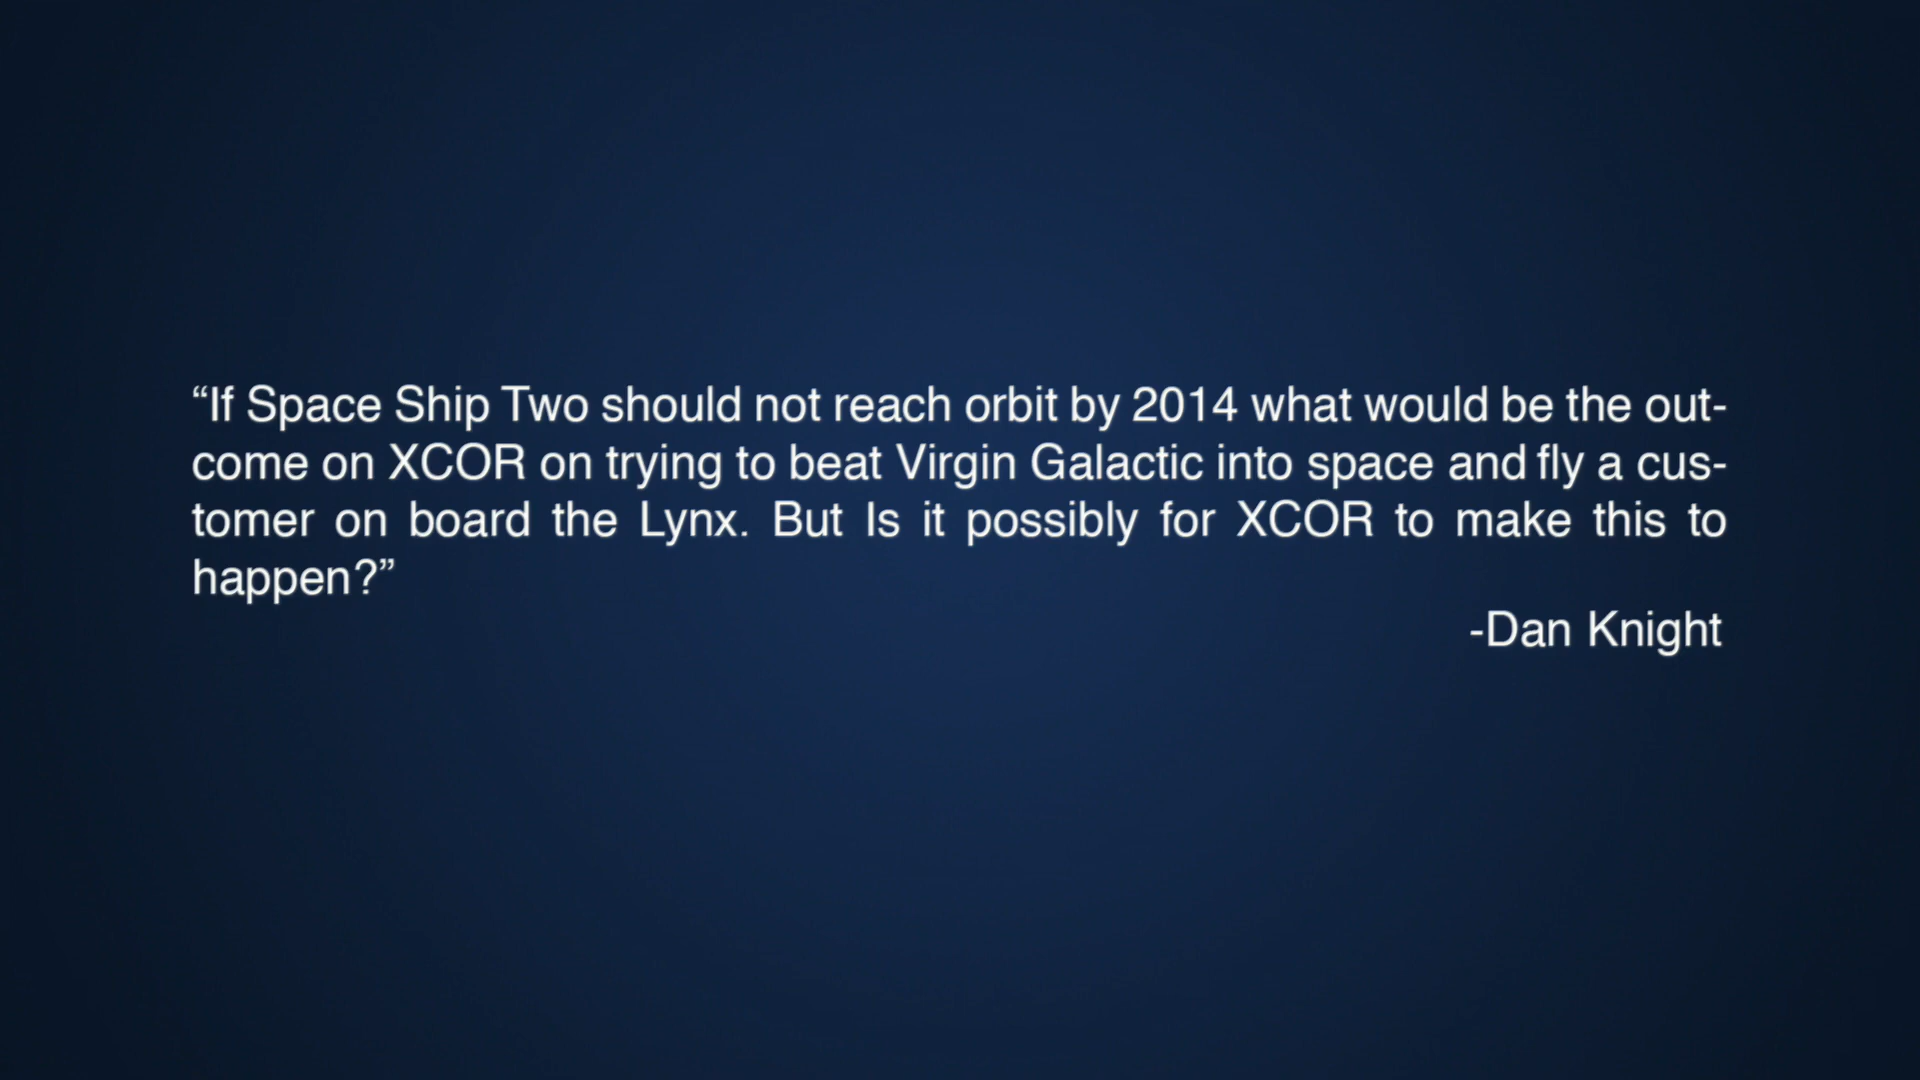 “If Space Ship Two should not reach orbit by 2014 what would be the out-
come on XCOR on trying to beat Virgin Galactic into space and fly a cus-
tomer on board the Lynx. But Is it possibly for XCOR to make this to
happen?”
-Dan Knight